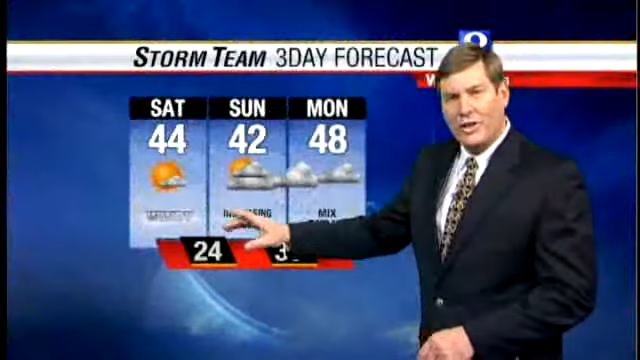 STORM TEAM 3DAY FORECAST
SAT SUN MON
44 42 48
MIX
24